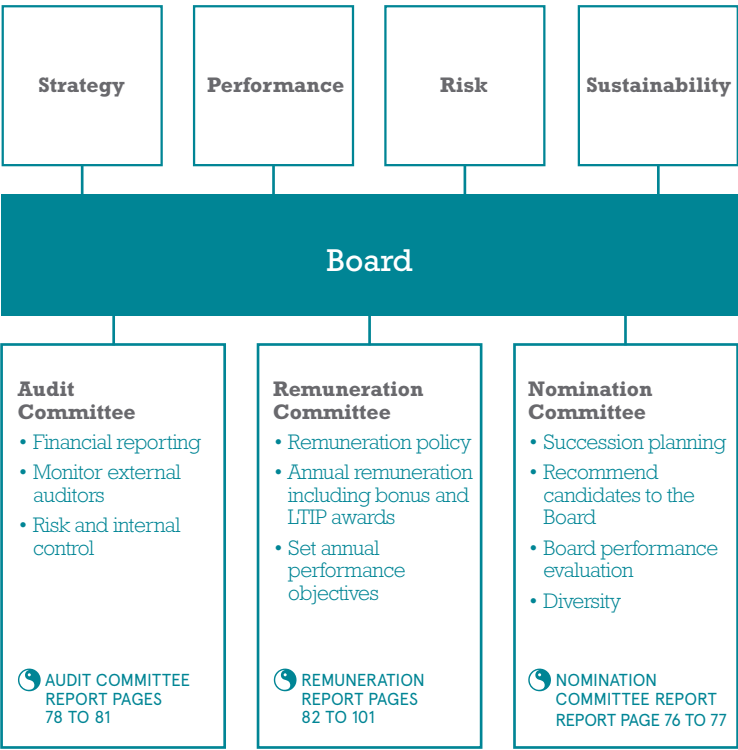 Strategy
Performance
Risk
Sustainability
Board
Audit
Committee
• Financial reporting
• Monitor external
auditors
• Risk and internal
control
AUDIT COMMITTEE
REPORT PAGES
78 TO 81
Remuneration
Committee
• Remuneration policy
• Annual remuneration
including bonus and
LTIP awards
• Set annual
performance
objectives
REMUNERATION
REPORT PAGES
82 TO 101
Nomination
Committee
• Succession planning
• Recommend
candidates to the
Board
• Board performance
evaluation
• Diversity
NOMINATION
COMMITTEE REPORT
REPORT PAGE 76 TO 77